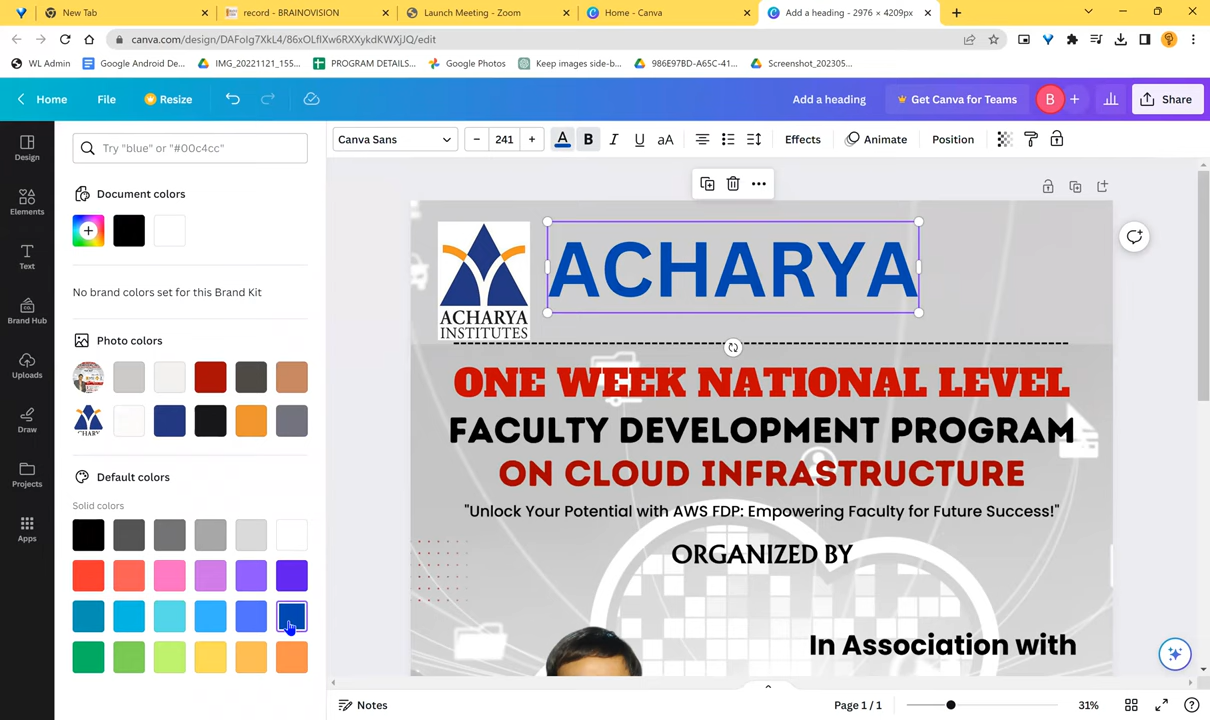 New Tab
record - BRAINOVISION
Launch Meeting - Zoom
Home - Canva
Add a heading - 2976 × 4209px
canva.com/design/DAFoIg7XkL4/86xOLfIXw6RXXykdKWXjJQ/edit
WL Admin
Google Android De...
IMG_20221121_155...
PROGRAM DETAILS...
Google Photos
Keep images side-b...
986E97BD-A65C-41...
Screenshot_202305...
Home
File
Resize
Add a heading
Get Canva for Teams
B
Share
Design
Elements
Text
Brand Hub
Uploads
Draw
Projects
Apps
Try "blue" or "#00c4cc"
Document colors
No brand colors set for this Brand Kit
Photo colors
Default colors
Solid colors
Canva Sans
241
A
B
I
U
aA
Effects
Animate
Position
ACHARYA
INSTITUTES
ACHARYA
ONE WEEK NATIONAL LEVEL
FACULTY DEVELOPMENT PROGRAM
ON CLOUD INFRASTRUCTURE
"Unlock Your Potential with AWS FDP: Empowering Faculty for Future Success!"
ORGANIZED BY
In Association with
Notes
Page 1 / 1
31%